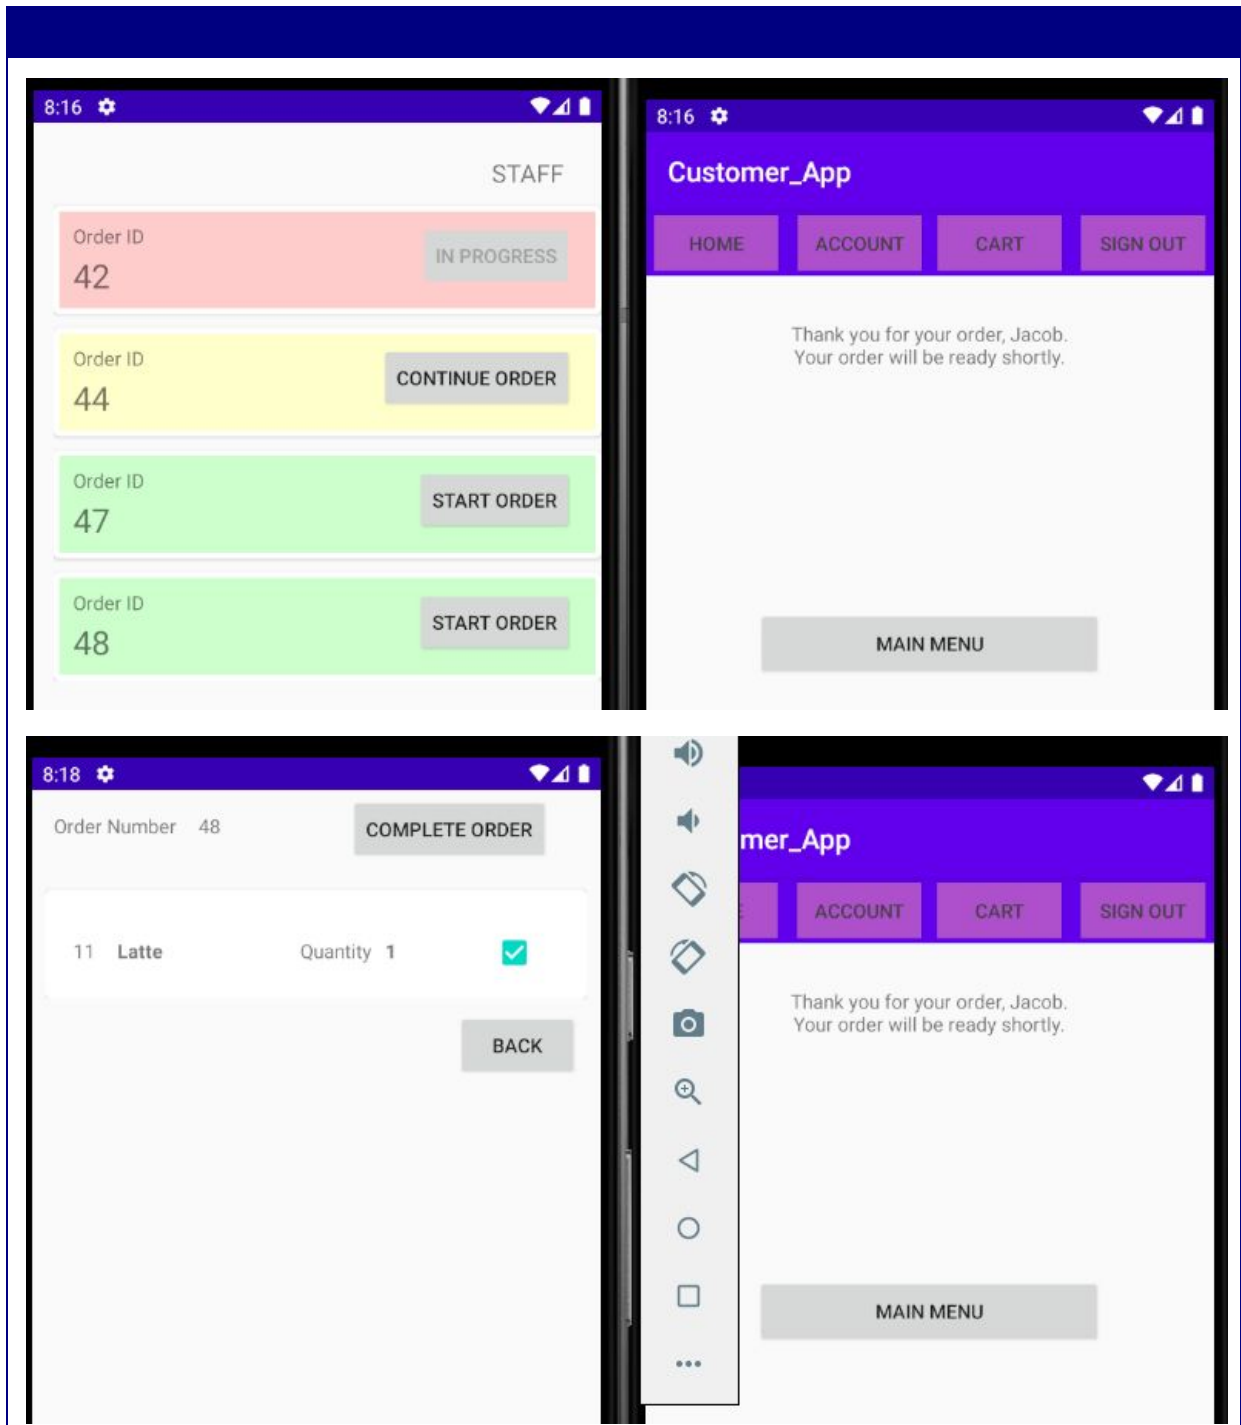 8:16
STAFF
Order ID
42
IN PROGRESS
Order ID
44
CONTINUE ORDER
Order ID
47
START ORDER
Order ID
48
START ORDER
8:16
Customer_App
HOME ACCOUNT CART SIGN OUT
Thank you for your order, Jacob.
Your order will be ready shortly.
MAIN MENU
8:18
Order Number 48
COMPLETE ORDER
11 Latte Quantity 1
BACK
mer_App
ACCOUNT CART SIGN OUT
Thank you for your order, Jacob.
Your order will be ready shortly.
MAIN MENU